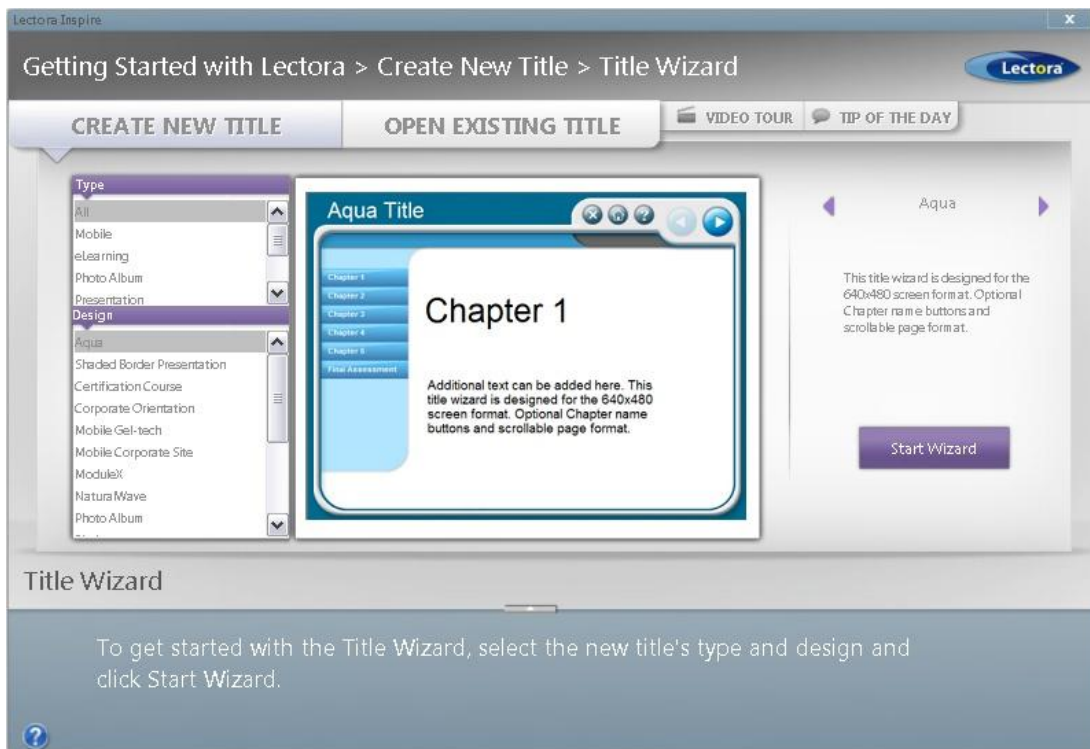 Lectora Inspire
x
Getting Started with Lectora > Create New Title > Title Wizard
Lectora
CREATE NEW TITLE
OPEN EXISTING TITLE
VIDEO TOUR
TIP OF THE DAY
Type
All
Mobile
eLearning
Photo Album
Presentation
Design
Aqua
Shaded Border Presentation
Certification Course
Corporate Orientation
Mobile Gel-tech
Mobile Corporate Site
ModuleX
NaturaWave
Photo Album
Aqua Title
?
Chapter 1
Chapter 2
Chapter 3
Chapter 4
Chapter 5
Final Assessment
Chapter 1
Additional text can be added here. This
title wizard is designed for the 640x480
screen format. Optional Chapter name
buttons and scrollable page format.
Aqua
This title wizard is designed for the
640x480 screen format. Optional
Chapter name buttons and
scrollable page format.
Start Wizard
Title Wizard
To get started with the Title Wizard, select the new title's type and design and
click Start Wizard.
?